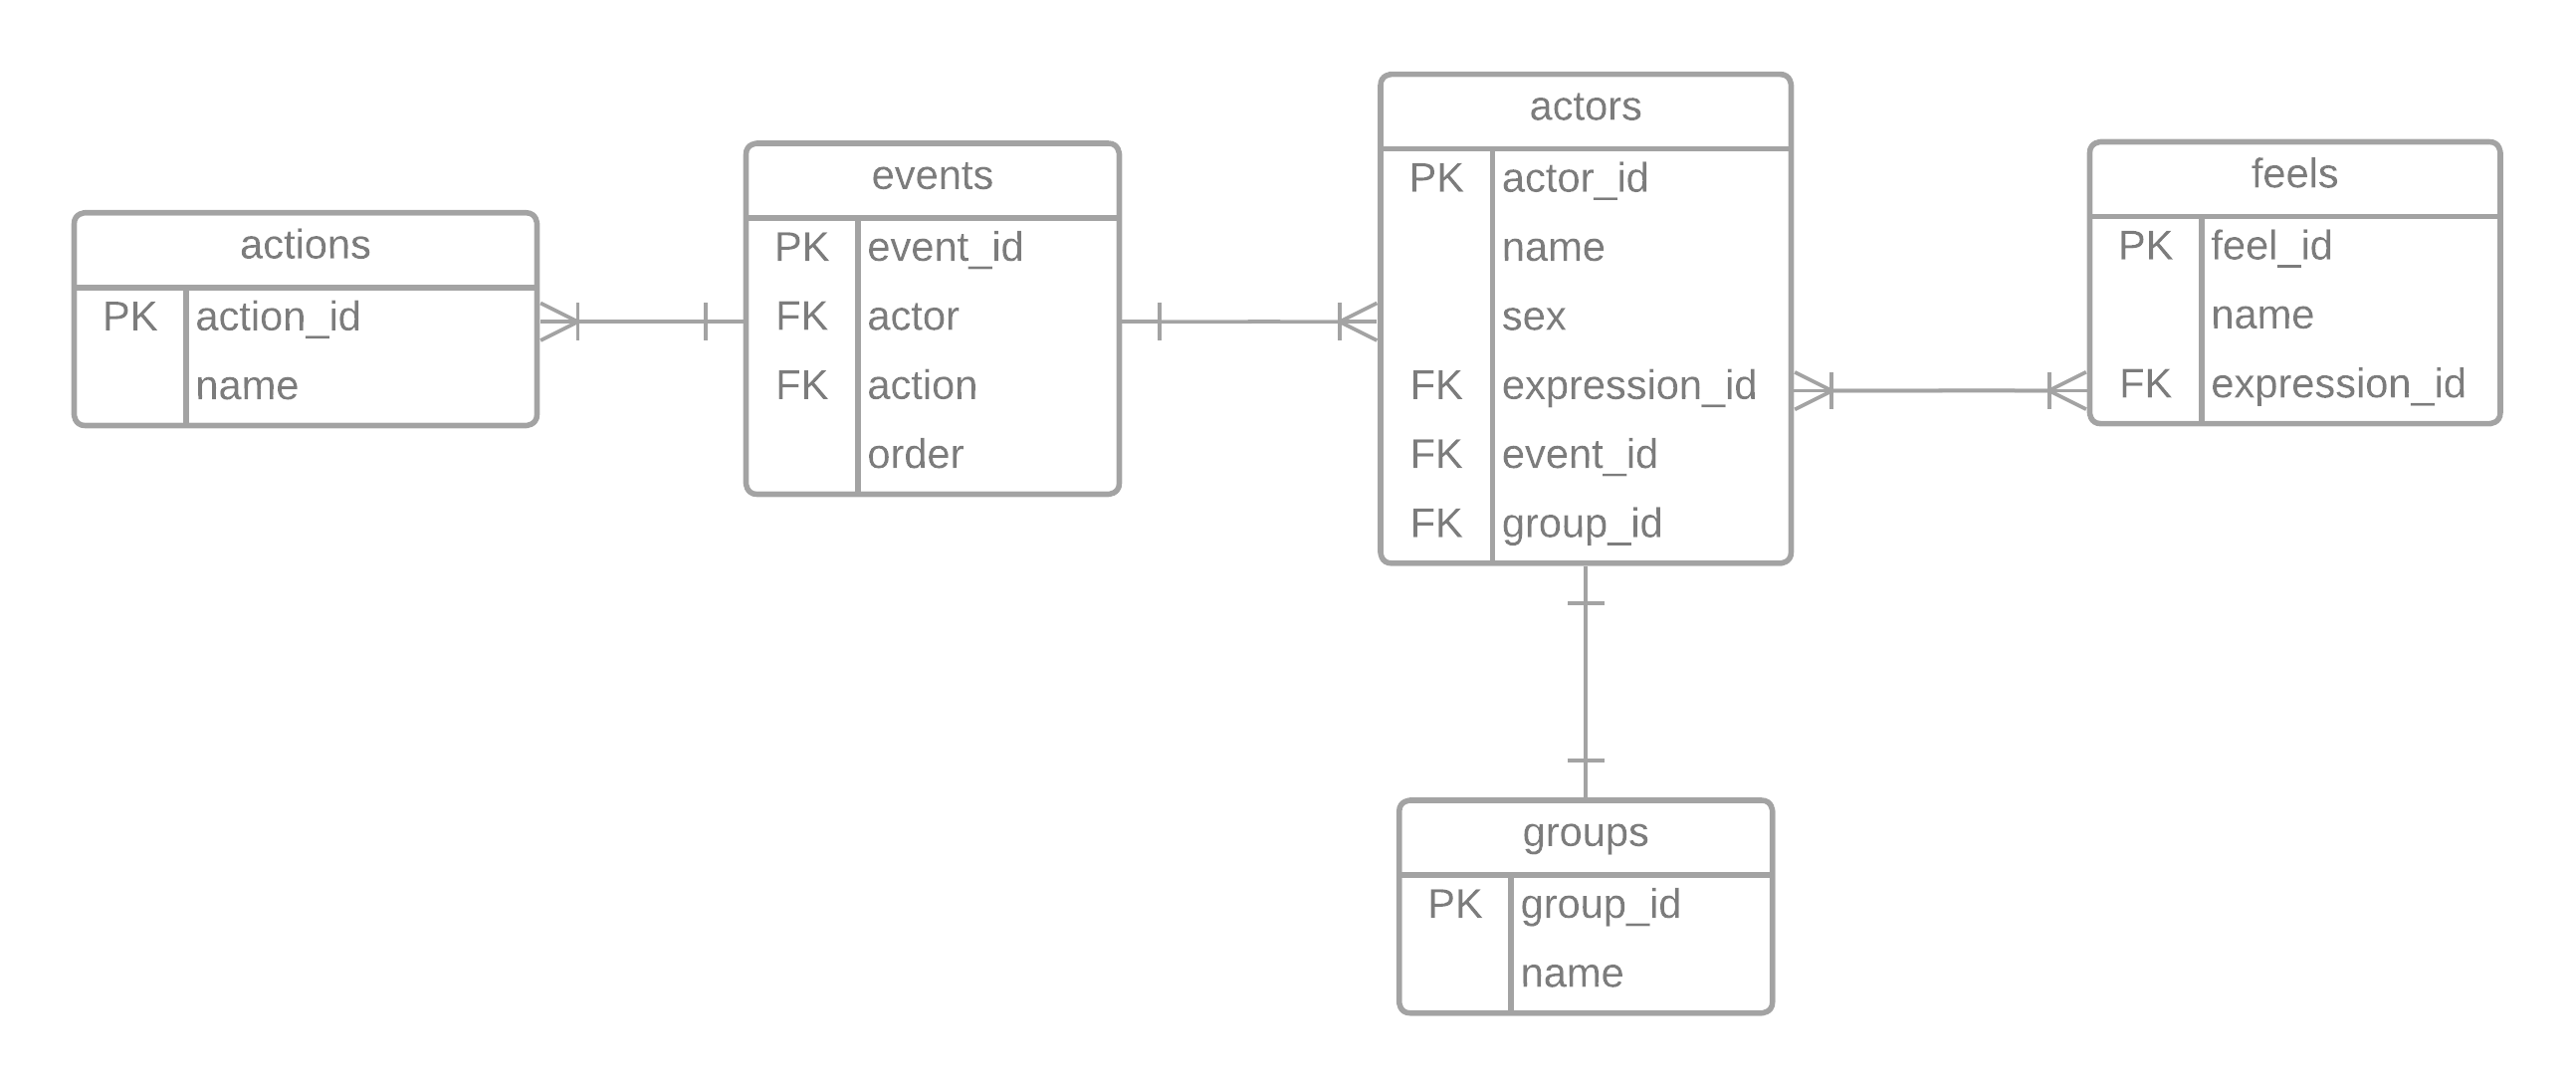 actions
PK action_id
name
events
PK event_id
FK actor
FK action
order
actors
PK actor_id
name
sex
FK expression_id
FK event_id
FK group_id
feels
PK feel_id
name
FK expression_id
groups
PK group_id
name